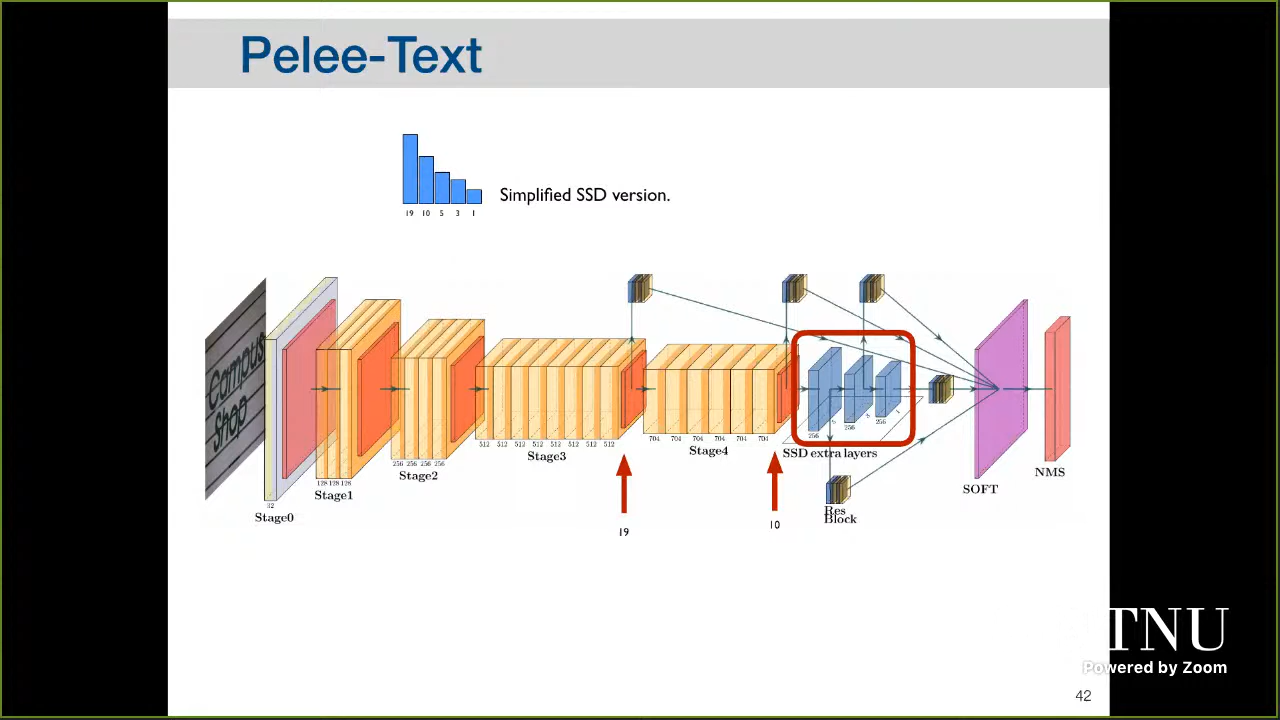 Pelee-Text
19 10 5 3 1
Simplified SSD version.
Campus
Shop
32
Stage0
128 128 128
Stage1
256 256 256 256
Stage2
512 512 512 512 512 512 512 512
Stage3
704 704 704 704 704 704
Stage4
256 256 256
SSD extra layers
19
10
Res
Block
SOFT
NMS
TNU
Powered by Zoom
42